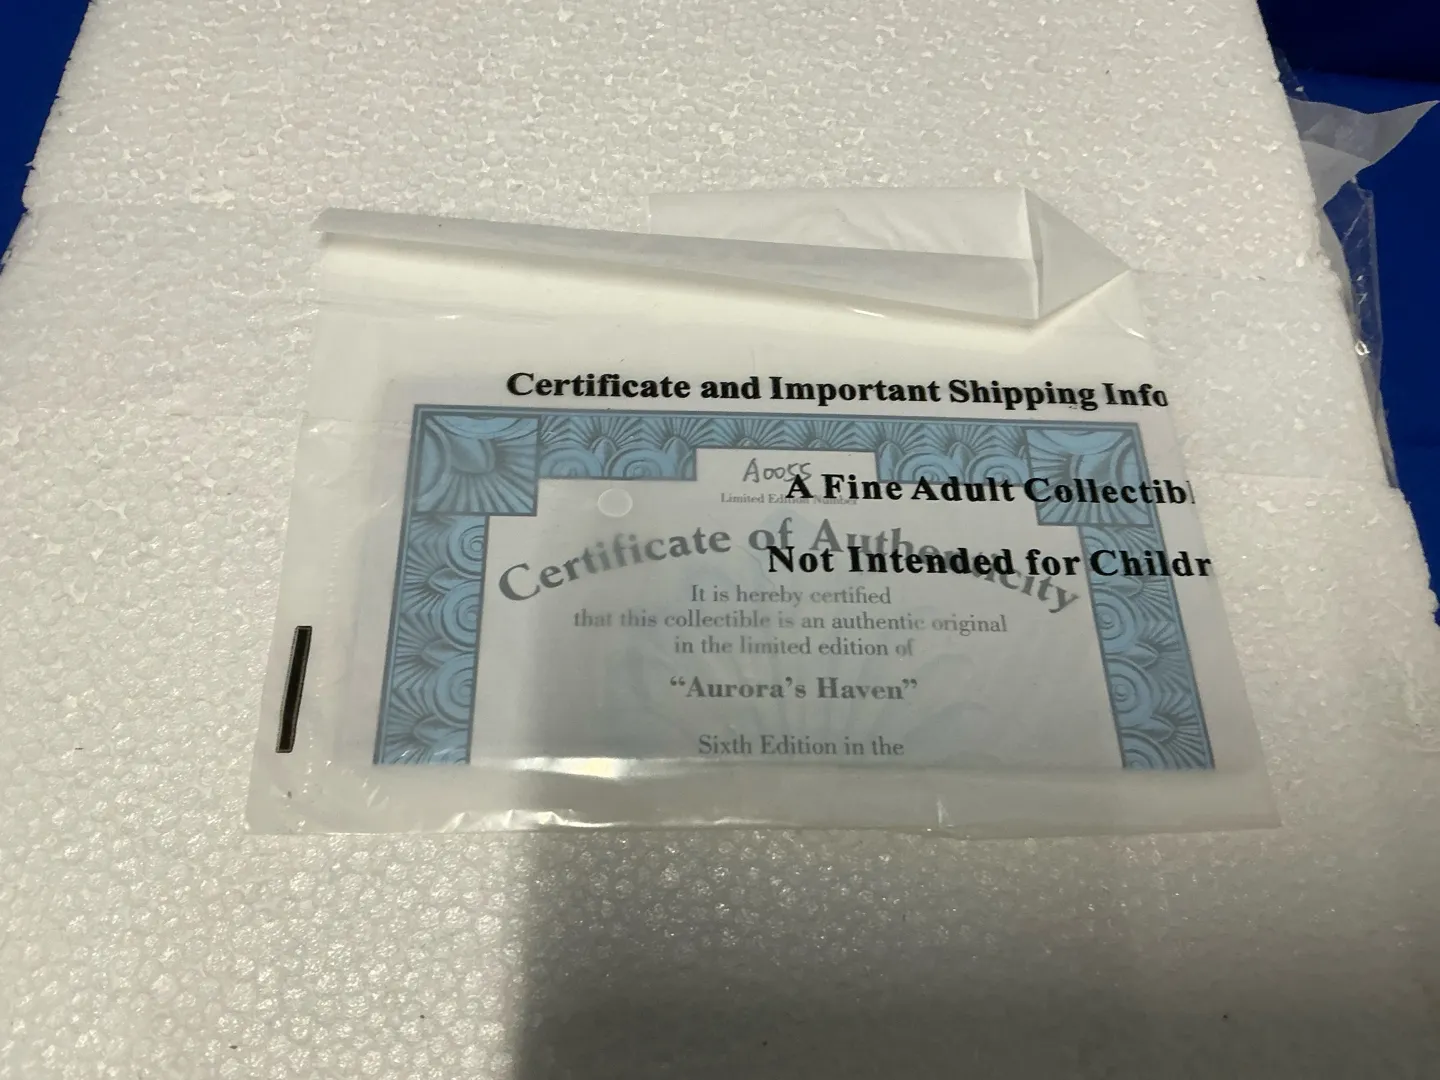 Certificate and Important Shipping Info
A0055
Limited Edition Number
A Fine Adult Collectibl
Certificate of Authenticity
Not Intended for Childr
It is hereby certified
that this collectible is an authentic original
in the limited edition of
“Aurora’s Haven”
Sixth Edition in the